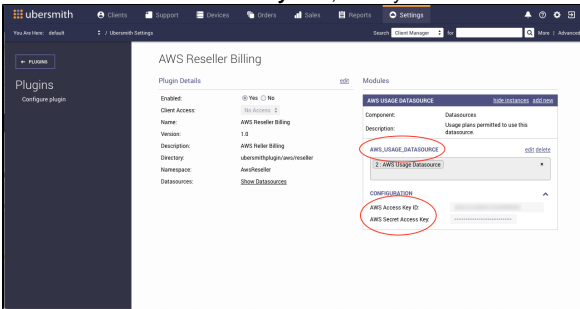 ubersmith
Clients
Support
Devices
Orders
Sales
Reports
Settings
You Are Here: default
/ Ubersmith Settings
Search Client Manager for
More | Advanced
← PLUGINS
Plugins
Configure plugin
AWS Reseller Billing
Plugin Details
edit
Enabled: Yes No
Client Access: No Access
Name: AWS Reseller Billing
Version: 1.0
Description: AWS Reller Billing
Directory: ubersmithplugin/aws/reseller
Namespace: AwsReseller
Datasources: Show Datasources
Modules
AWS USAGE DATASOURCE hide instances add new
Component: Datasources
Description: Usage plans permitted to use this
datasource.
AWS_USAGE_DATASOURCE edit delete
2 : AWS Usage Datasource
CONFIGURATION
AWS Access Key ID:
AWS Secret Access Key: